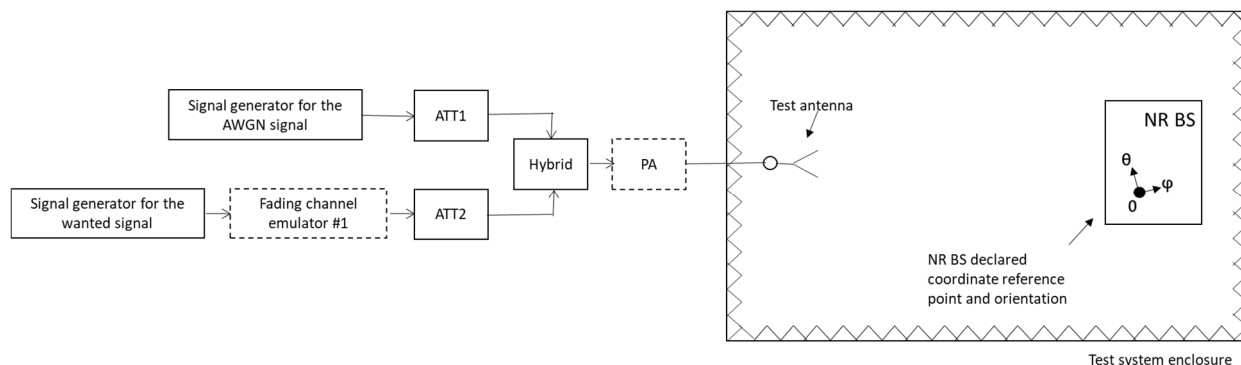 Signal generator for the
AWGN signal
ATT1
Hybrid
PA
Test antenna
Signal generator for the
wanted signal
Fading channel
emulator #1
ATT2
NR BS
θ
φ
0
NR BS declared
coordinate reference
point and orientation
Test system enclosure